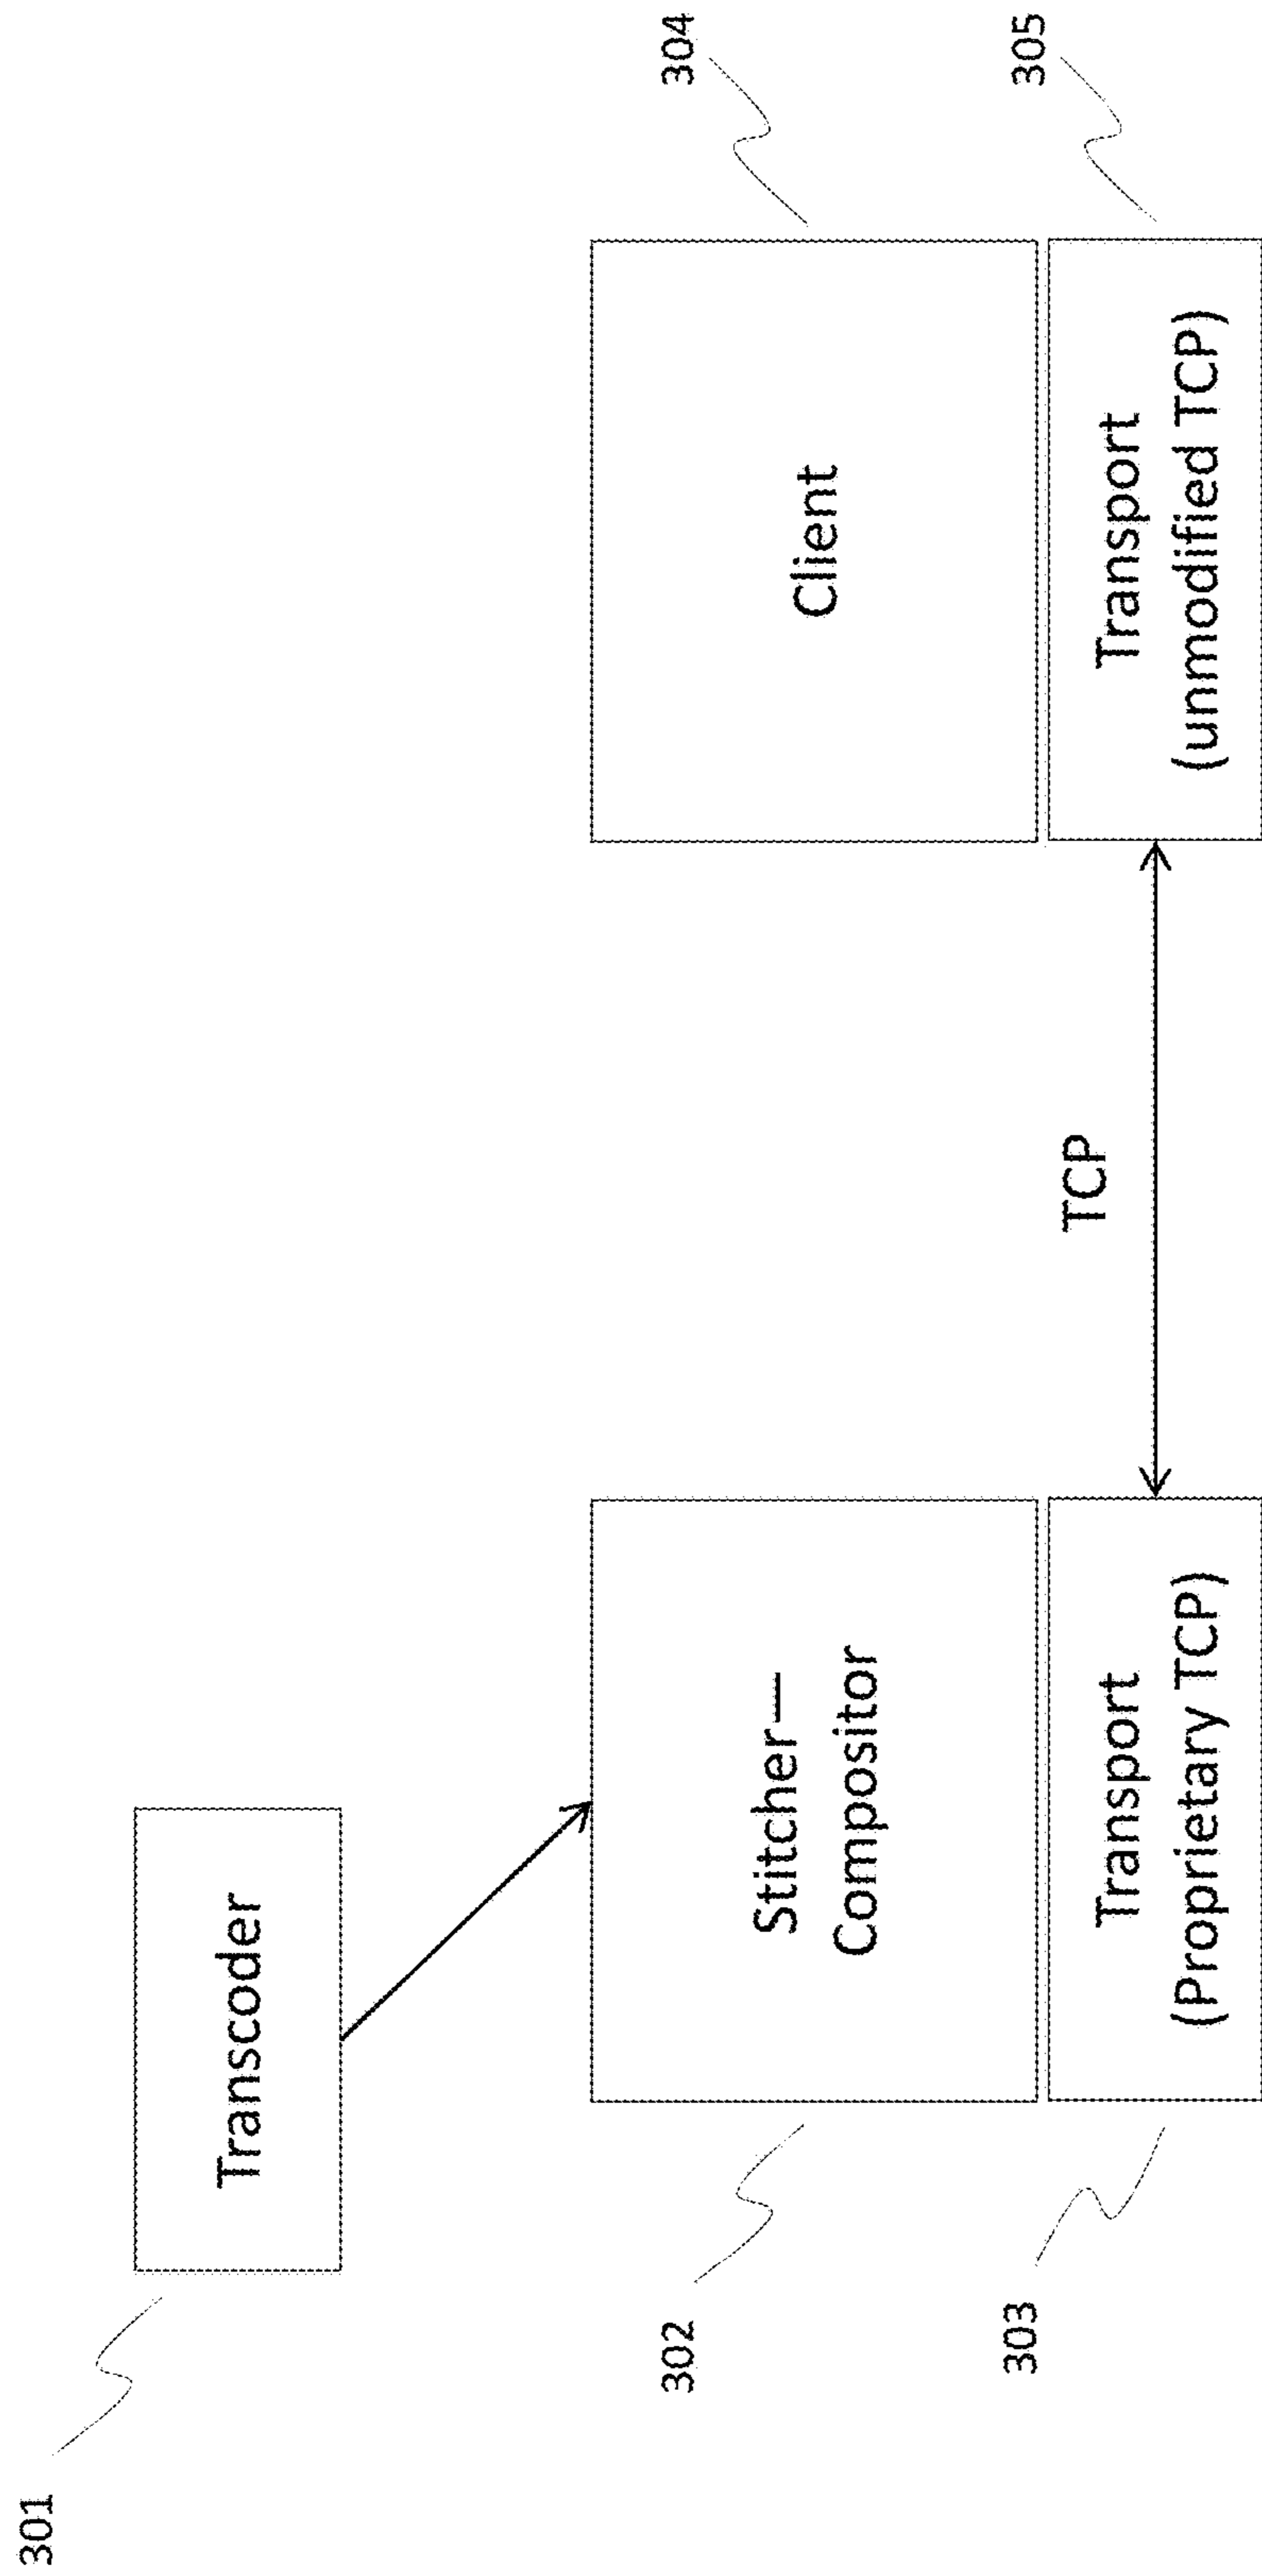 301
Transcoder
302
Stitcher—
Compositor
303
Transport
(Proprietary TCP)
TCP
304
Client
305
Transport
(unmodified TCP)